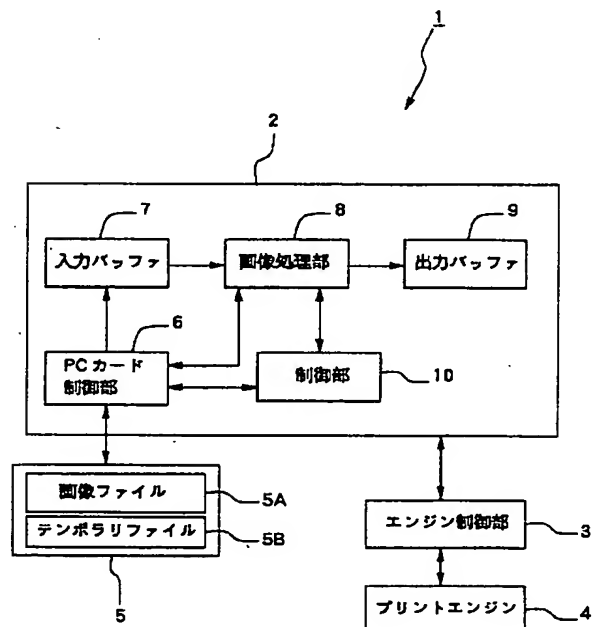 1
2
7
8
9
入力バッファ
画像処理部
出力バッファ
6
PCカード
制御部
制御部
10
画像ファイル
5A
テンポラリファイル
5B
5
エンジン制御部
3
プリントエンジン
4